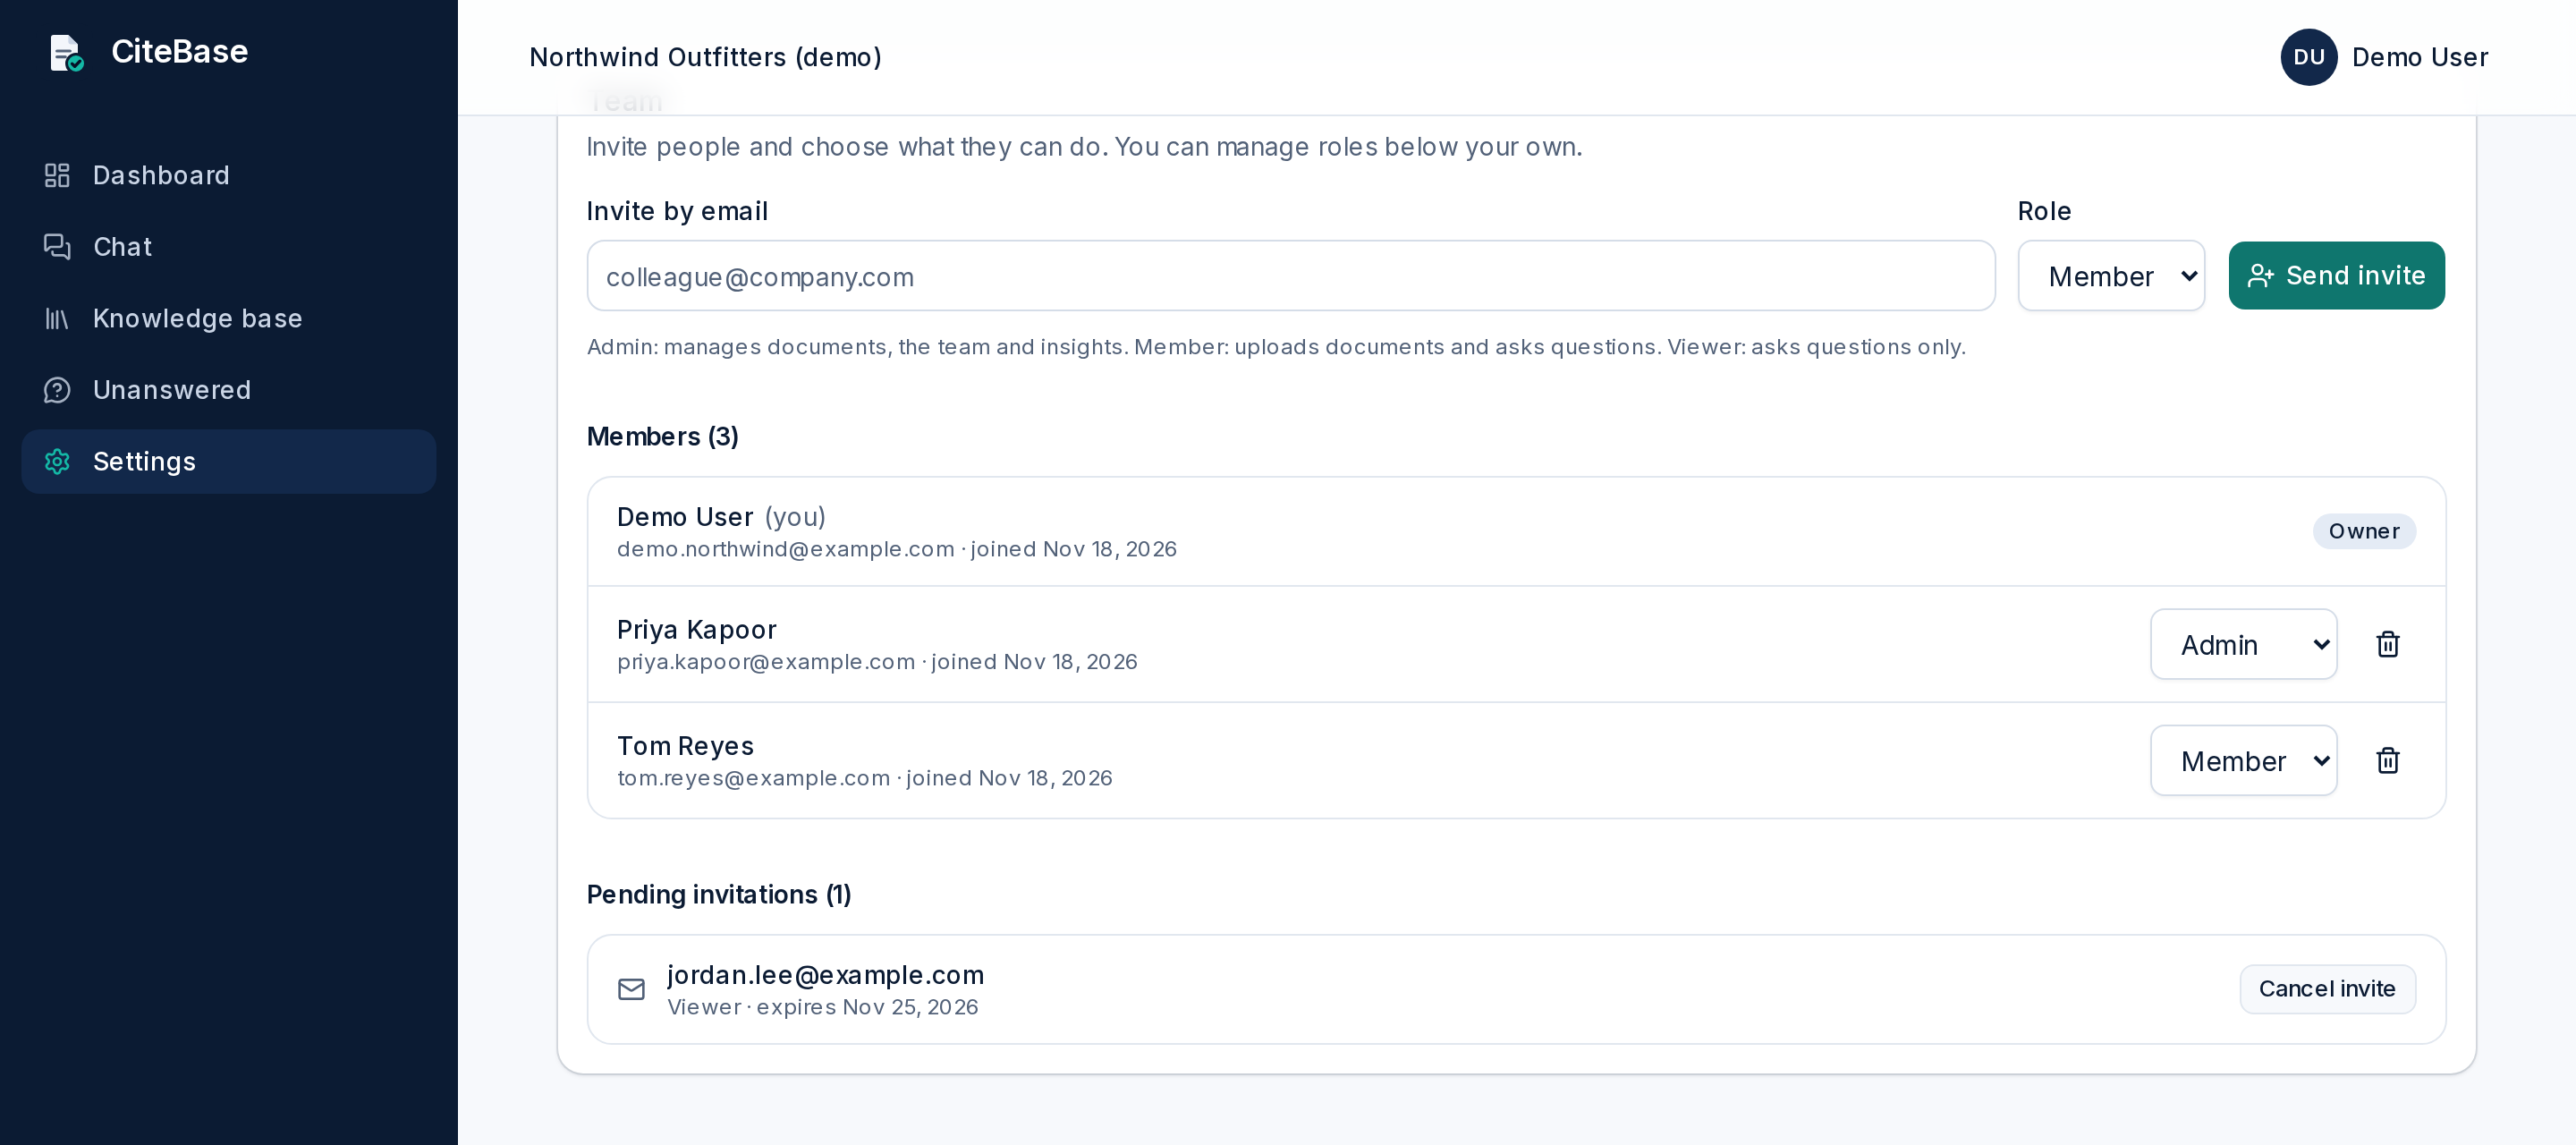 CiteBase
Northwind Outfitters (demo)
DU
Demo User
Dashboard
Chat
Knowledge base
Unanswered
Settings
Team
Invite people and choose what they can do. You can manage roles below your own.
Invite by email
Role
colleague@company.com
Member
Send invite
Admin: manages documents, the team and insights. Member: uploads documents and asks questions. Viewer: asks questions only.
Members (3)
Demo User (you)
demo.northwind@example.com · joined Nov 18, 2026
Owner
Priya Kapoor
priya.kapoor@example.com · joined Nov 18, 2026
Admin
Tom Reyes
tom.reyes@example.com · joined Nov 18, 2026
Member
Pending invitations (1)
jordan.lee@example.com
Viewer · expires Nov 25, 2026
Cancel invite